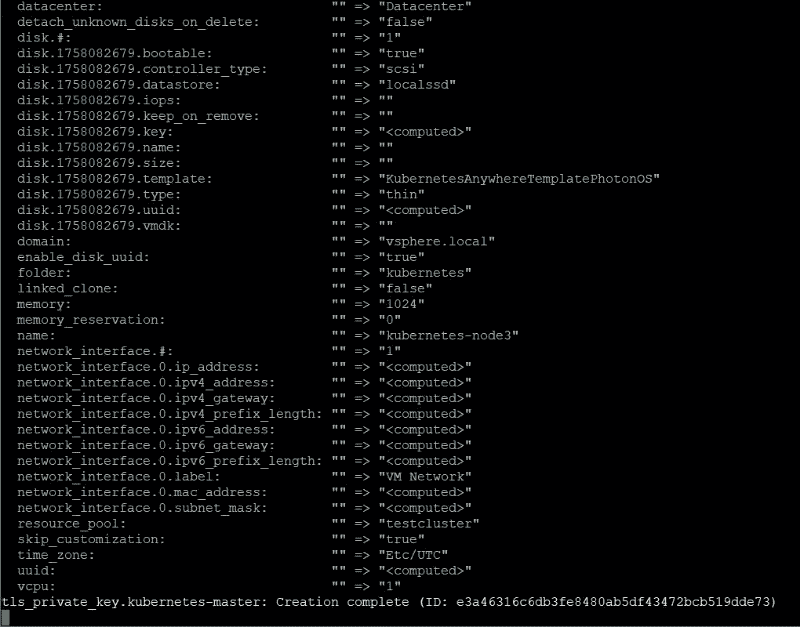 datacenter: "" => "Datacenter"
detach_unknown_disks_on_delete: "" => "false"
disk.#: "" => "1"
disk.1758082679.bootable: "" => "true"
disk.1758082679.controller_type: "" => "scsi"
disk.1758082679.datastore: "" => "localssd"
disk.1758082679.iops: "" => ""
disk.1758082679.keep_on_remove: "" => ""
disk.1758082679.key: "" => "<computed>"
disk.1758082679.name: "" => ""
disk.1758082679.size: "" => ""
disk.1758082679.template: "" => "KubernetesAnywhereTemplatePhotonOS"
disk.1758082679.type: "" => "thin"
disk.1758082679.uuid: "" => "<computed>"
disk.1758082679.vmdk: "" => ""
domain: "" => "vsphere.local"
enable_disk_uuid: "" => "true"
folder: "" => "kubernetes"
linked_clone: "" => "false"
memory: "" => "1024"
memory_reservation: "" => "0"
name: "" => "kubernetes-node3"
network_interface.#: "" => "1"
network_interface.0.ip_address: "" => "<computed>"
network_interface.0.ipv4_address: "" => "<computed>"
network_interface.0.ipv4_gateway: "" => "<computed>"
network_interface.0.ipv4_prefix_length: "" => "<computed>"
network_interface.0.ipv6_address: "" => "<computed>"
network_interface.0.ipv6_gateway: "" => "<computed>"
network_interface.0.ipv6_prefix_length: "" => "<computed>"
network_interface.0.label: "" => "VM Network"
network_interface.0.mac_address: "" => "<computed>"
network_interface.0.subnet_mask: "" => "<computed>"
resource_pool: "" => "testcluster"
skip_customization: "" => "true"
time_zone: "" => "Etc/UTC"
uuid: "" => "<computed>"
vcpu: "" => "1"
tls_private_key.kubernetes-master: Creation complete (ID: e3a46316c6db3fe8480ab5df43472bcb519dde73)